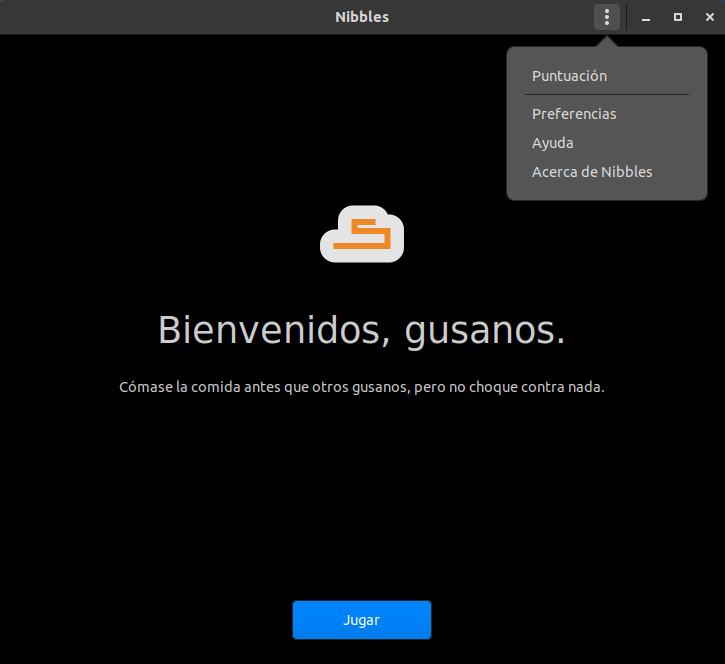 Nibbles
Puntuación
Preferencias
Ayuda
Acerca de Nibbles
Bienvenidos, gusanos.
Cómase la comida antes que otros gusanos, pero no choque contra nada.
Jugar